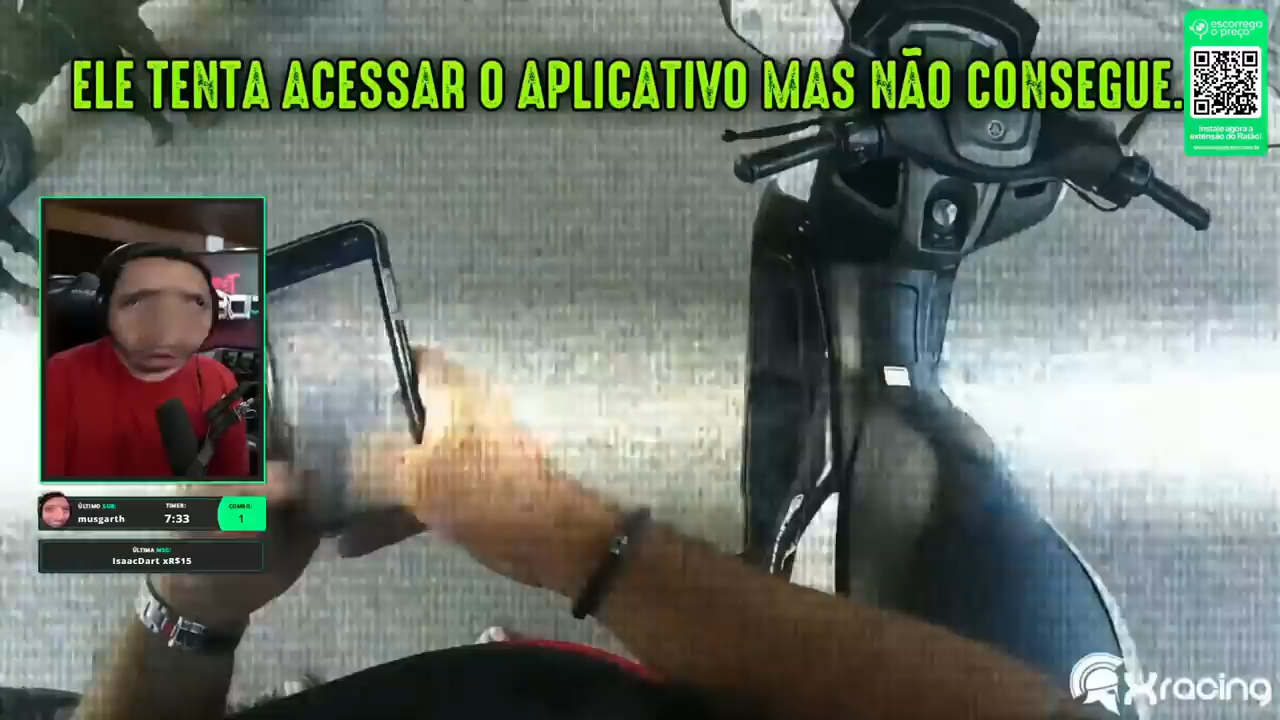 ELE TENTA ACESSAR O APLICATIVO MAS NÃO CONSEGUE.
escorrega
o preço
Instale agora a
extensão do Ratão!
ÚLTIMO SUB:
musgarth
TIMER:
7:33
COMBO:
1
ÚLTIMA MSG:
IsaacDart xR$15
Xracing